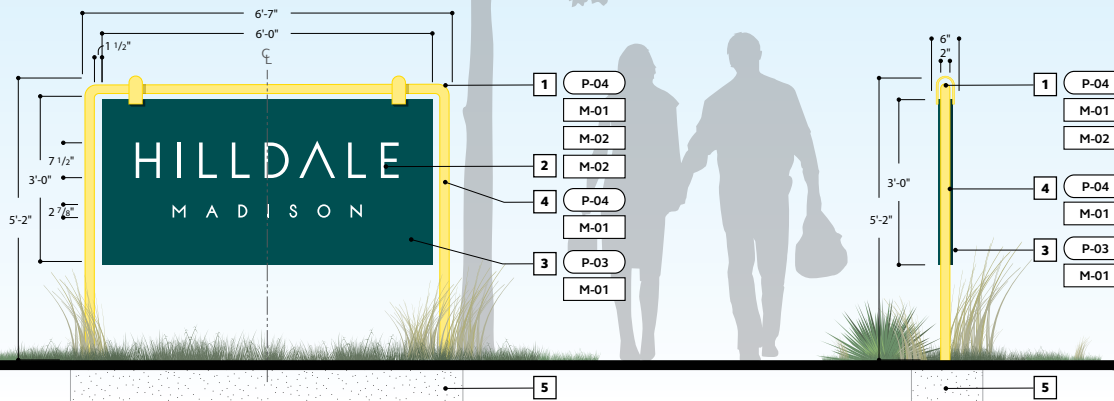 6'-7"
6'-0"
1 1/2"
℄
7 1/2"
3'-0"
5'-2"
2 7/8"
HILLDALE
MADISON
1 P-04
M-01
M-02
2 M-02
4 P-04
M-01
3 P-03
M-01
5
6"
2"
3'-0"
5'-2"
1 P-04
M-01
M-02
4 P-04
M-01
3 P-03
M-01
5